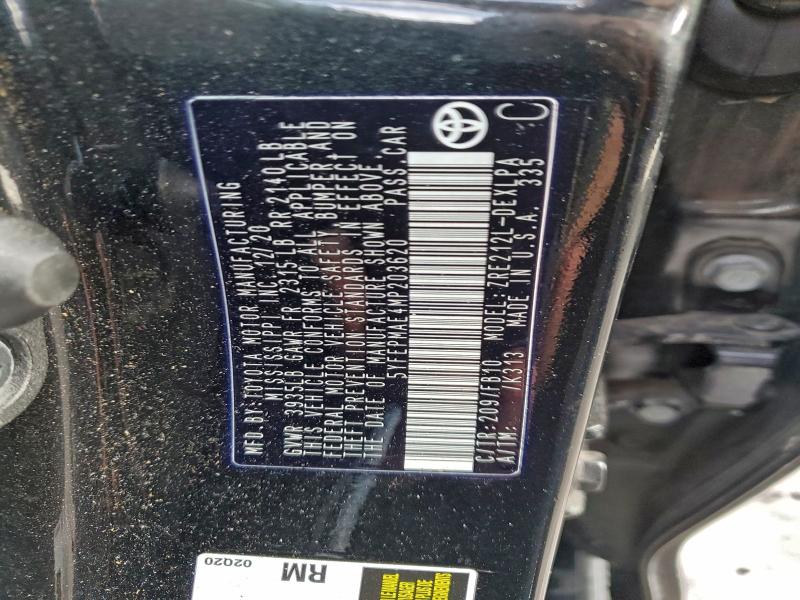 MFD. BY: TOYOTA MOTOR MANUFACTURING
MISSISSIPPI, INC. 12/20
GVWR 3935LB GAWR FR 2315LB RR 2140LB
THIS VEHICLE CONFORMS TO ALL APPLICABLE
FEDERAL MOTOR VEHICLE SAFETY, BUMPER AND
THEFT PREVENTION STANDARDS IN EFFECT ON
THE DATE OF MANUFACTURE SHOWN ABOVE.
5YFEPMAE4MP203620 PASS. CAR
C/TR: 209/FB10 MODEL: ZRE212L-DEXLPA
A/TM: /K313 MADE IN U.S.A. 335 C
02Q20
RM